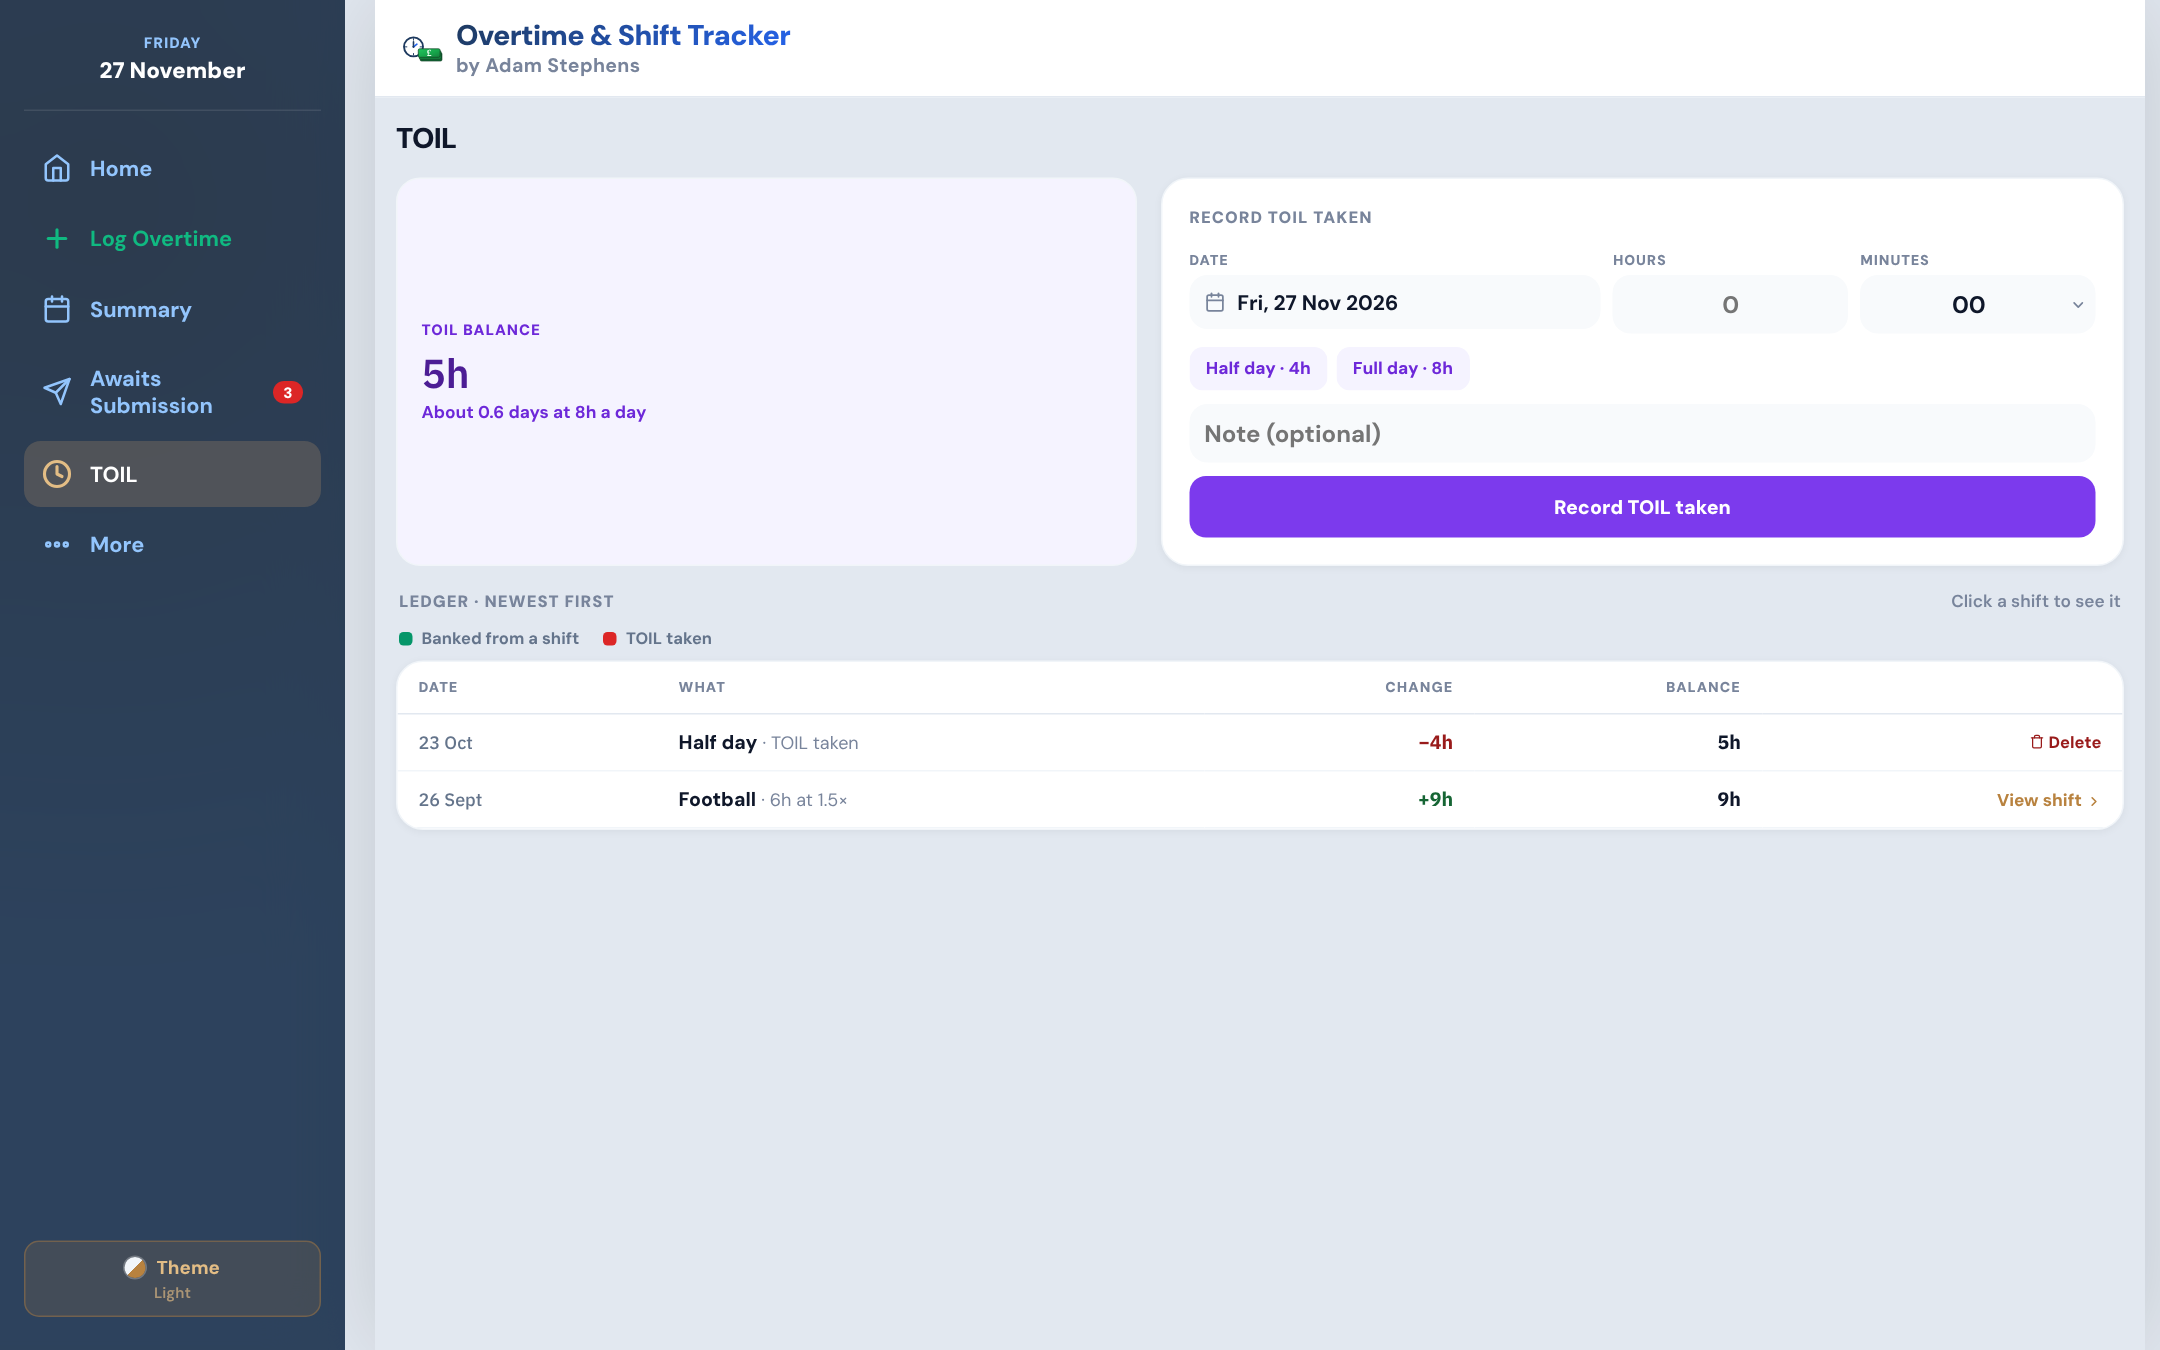 FRIDAY
27 November
Home
Log Overtime
Summary
Awaits
Submission
3
TOIL
More
Theme
Light
Overtime & Shift Tracker
by Adam Stephens
£
TOIL
TOIL BALANCE
5h
About 0.6 days at 8h a day
RECORD TOIL TAKEN
DATE HOURS MINUTES
Fri, 27 Nov 2026 0 00
Half day · 4h Full day · 8h
Note (optional)
Record TOIL taken
LEDGER · NEWEST FIRST Click a shift to see it
Banked from a shift TOIL taken
DATE WHAT CHANGE BALANCE
23 Oct Half day · TOIL taken −4h 5h Delete
26 Sept Football · 6h at 1.5× +9h 9h View shift ›